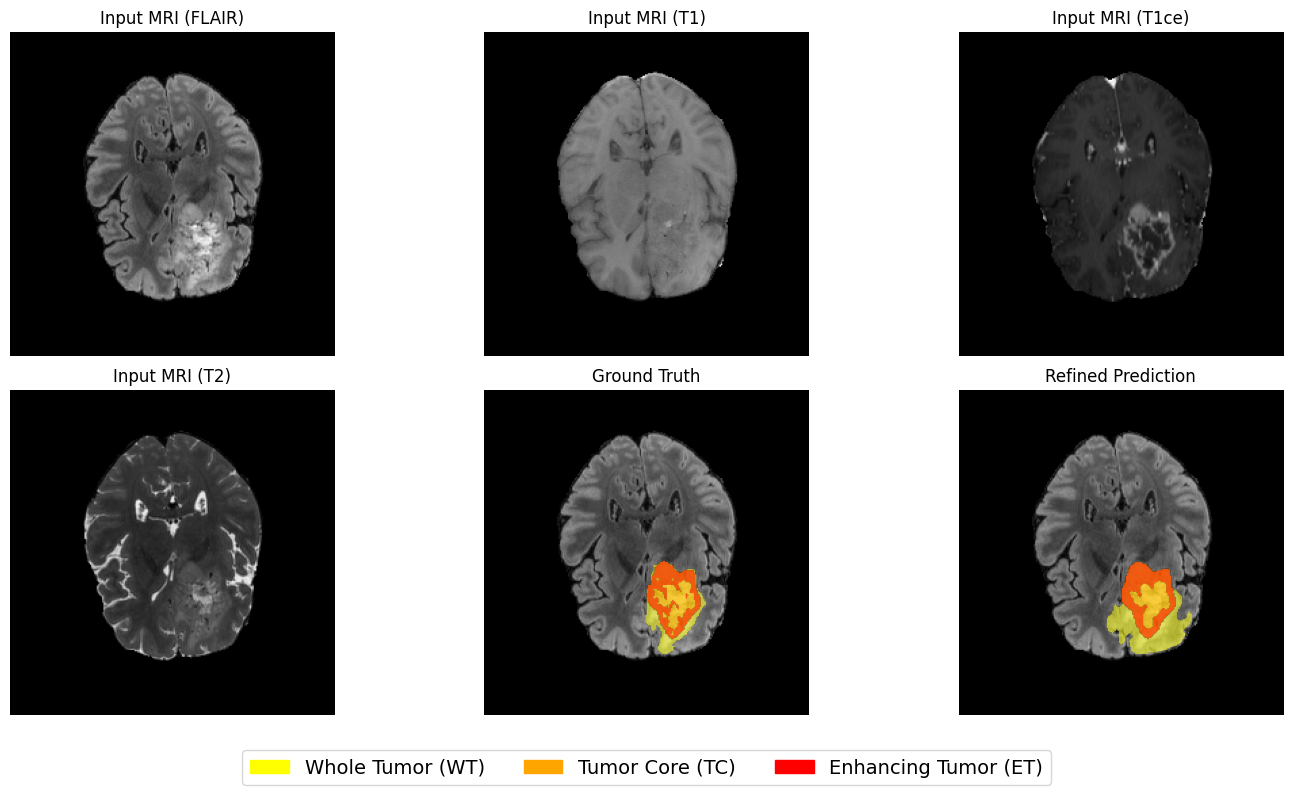 Input MRI (FLAIR)
Input MRI (T1)
Input MRI (T1ce)
Input MRI (T2)
Ground Truth
Refined Prediction
Whole Tumor (WT)
Tumor Core (TC)
Enhancing Tumor (ET)